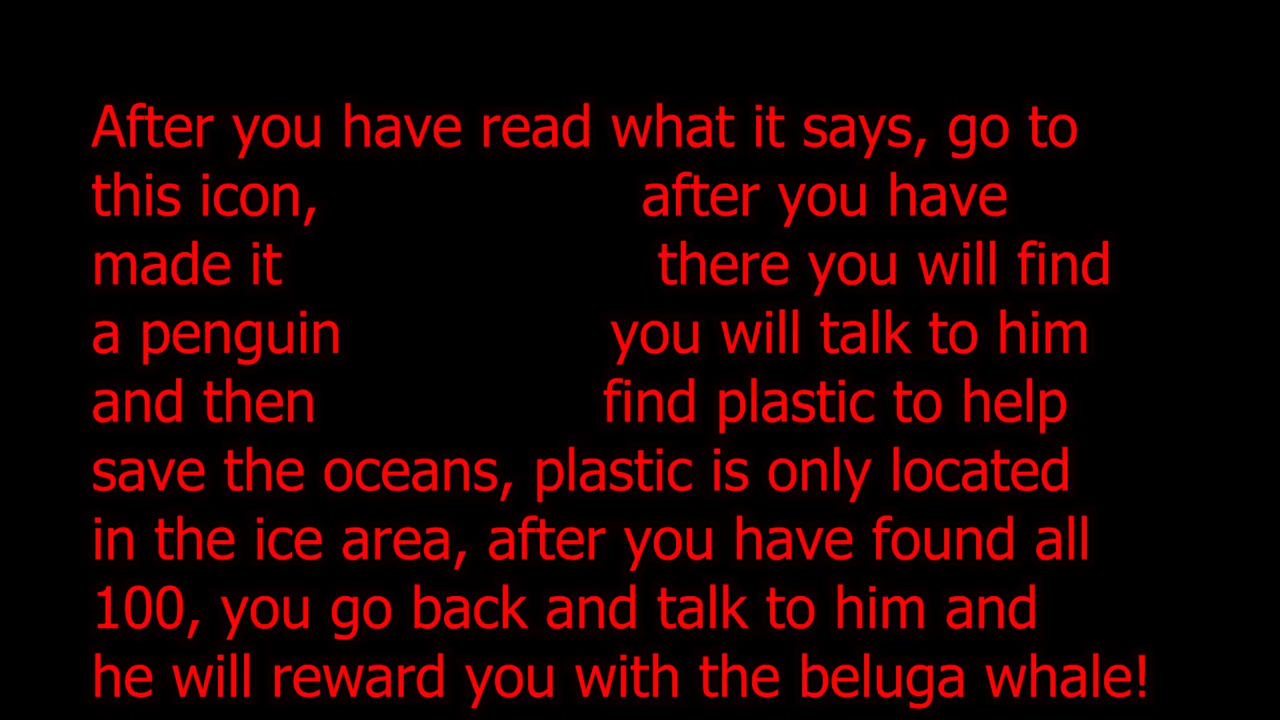 After you have read what it says, go to
this icon, after you have
made it there you will find
a penguin you will talk to him
and then find plastic to help
save the oceans, plastic is only located
in the ice area, after you have found all
100, you go back and talk to him and
he will reward you with the beluga whale!